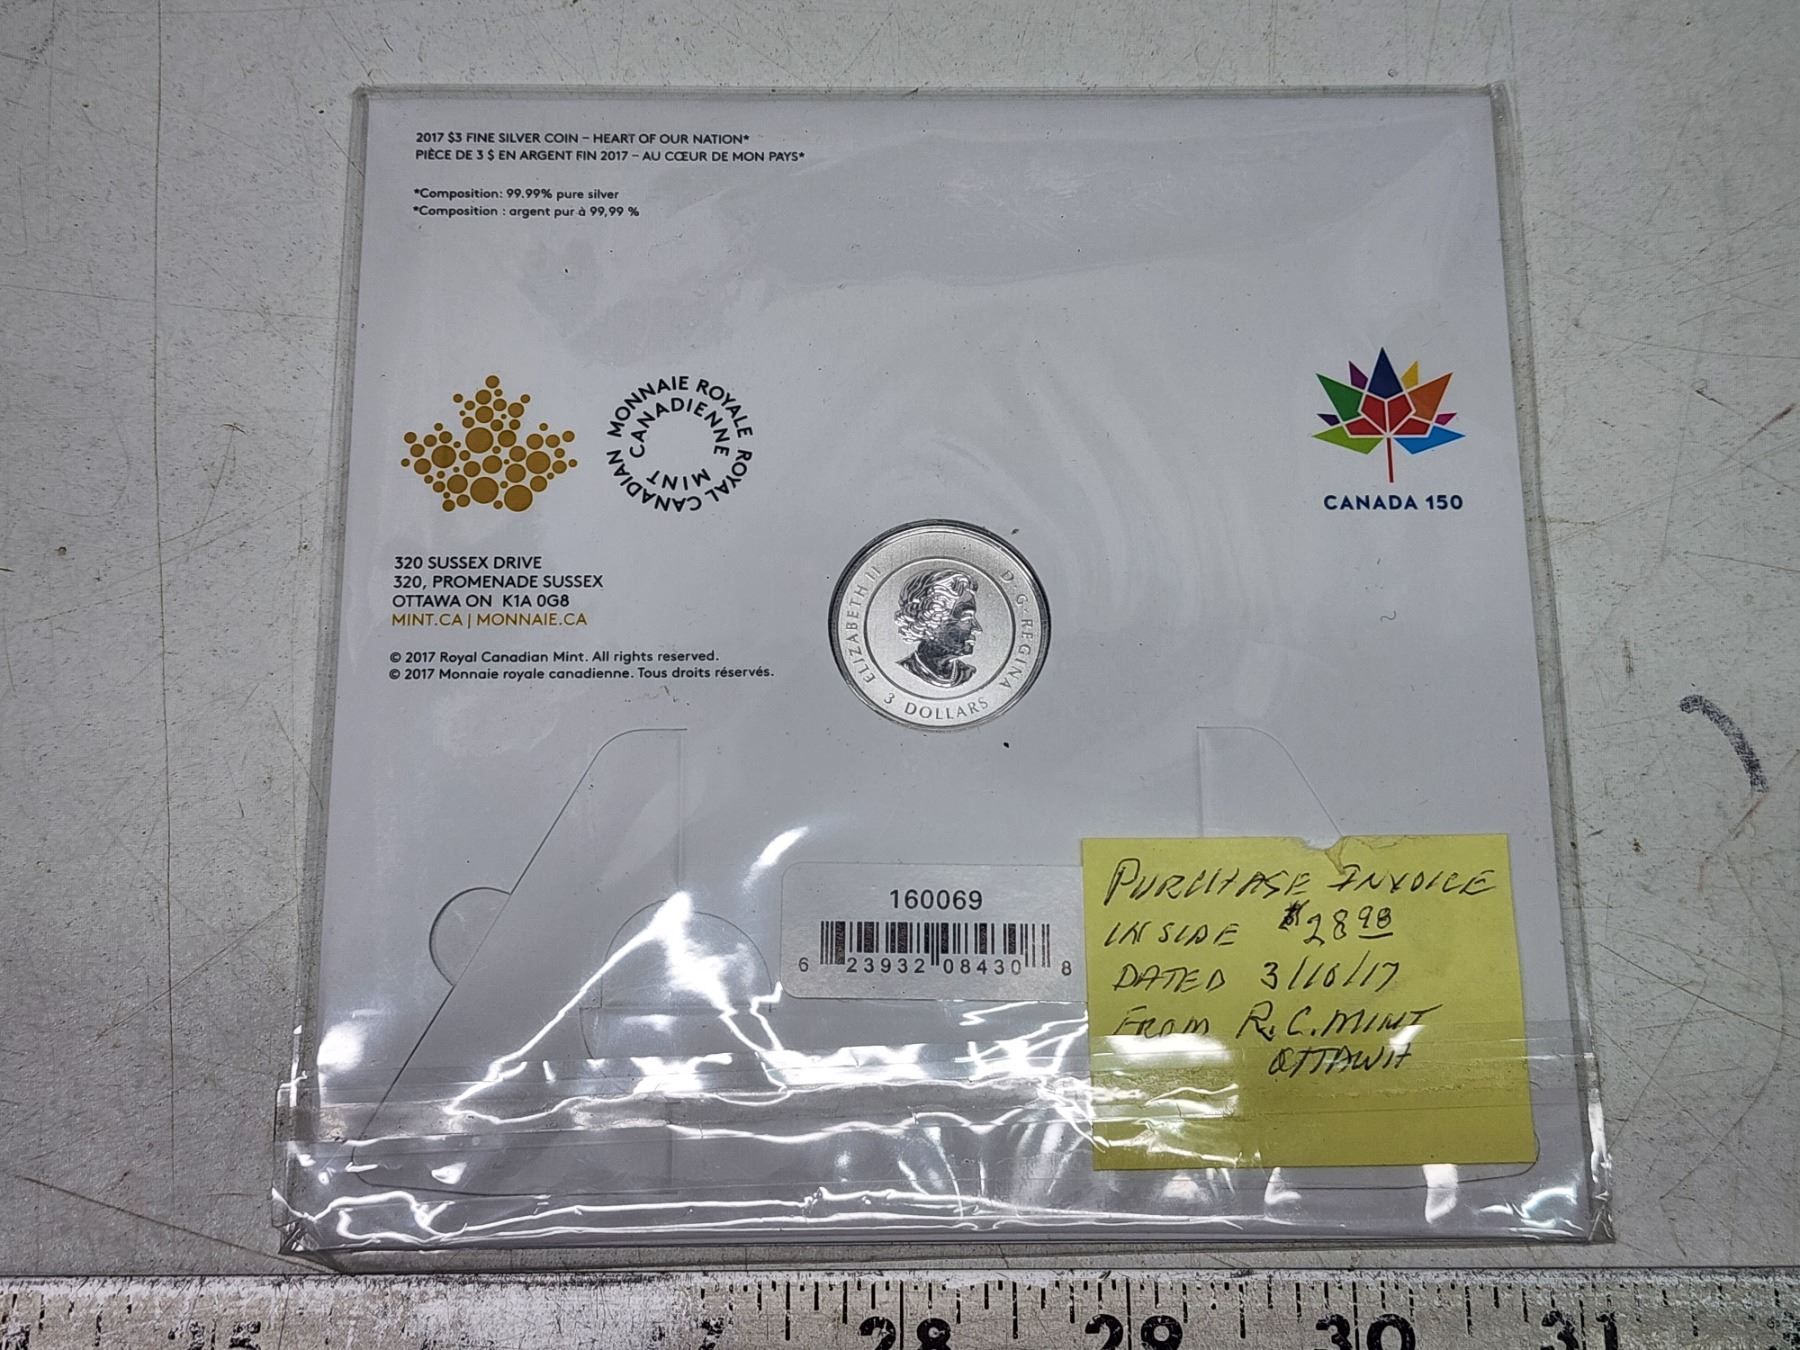 2017 $3 FINE SILVER COIN – HEART OF OUR NATION*
PIÈCE DE 3 $ EN ARGENT FIN 2017 – AU CŒUR DE MON PAYS*
*Composition: 99.99% pure silver
*Composition : argent pur à 99,99 %
MONNAIE ROYALE CANADIENNE
ROYAL CANADIAN MINT
CANADA 150
320 SUSSEX DRIVE
320, PROMENADE SUSSEX
OTTAWA ON K1A 0G8
MINT.CA | MONNAIE.CA
© 2017 Royal Canadian Mint. All rights reserved.
© 2017 Monnaie royale canadienne. Tous droits réservés.
ELIZABETH II D·G·REGINA
3 DOLLARS
160069
6 23932 08430 8
PURCHASE INVOICE
INSIDE $28.98
DATED 3/10/17
FROM R.C. MINT
OTTAWA
28 29 30 31